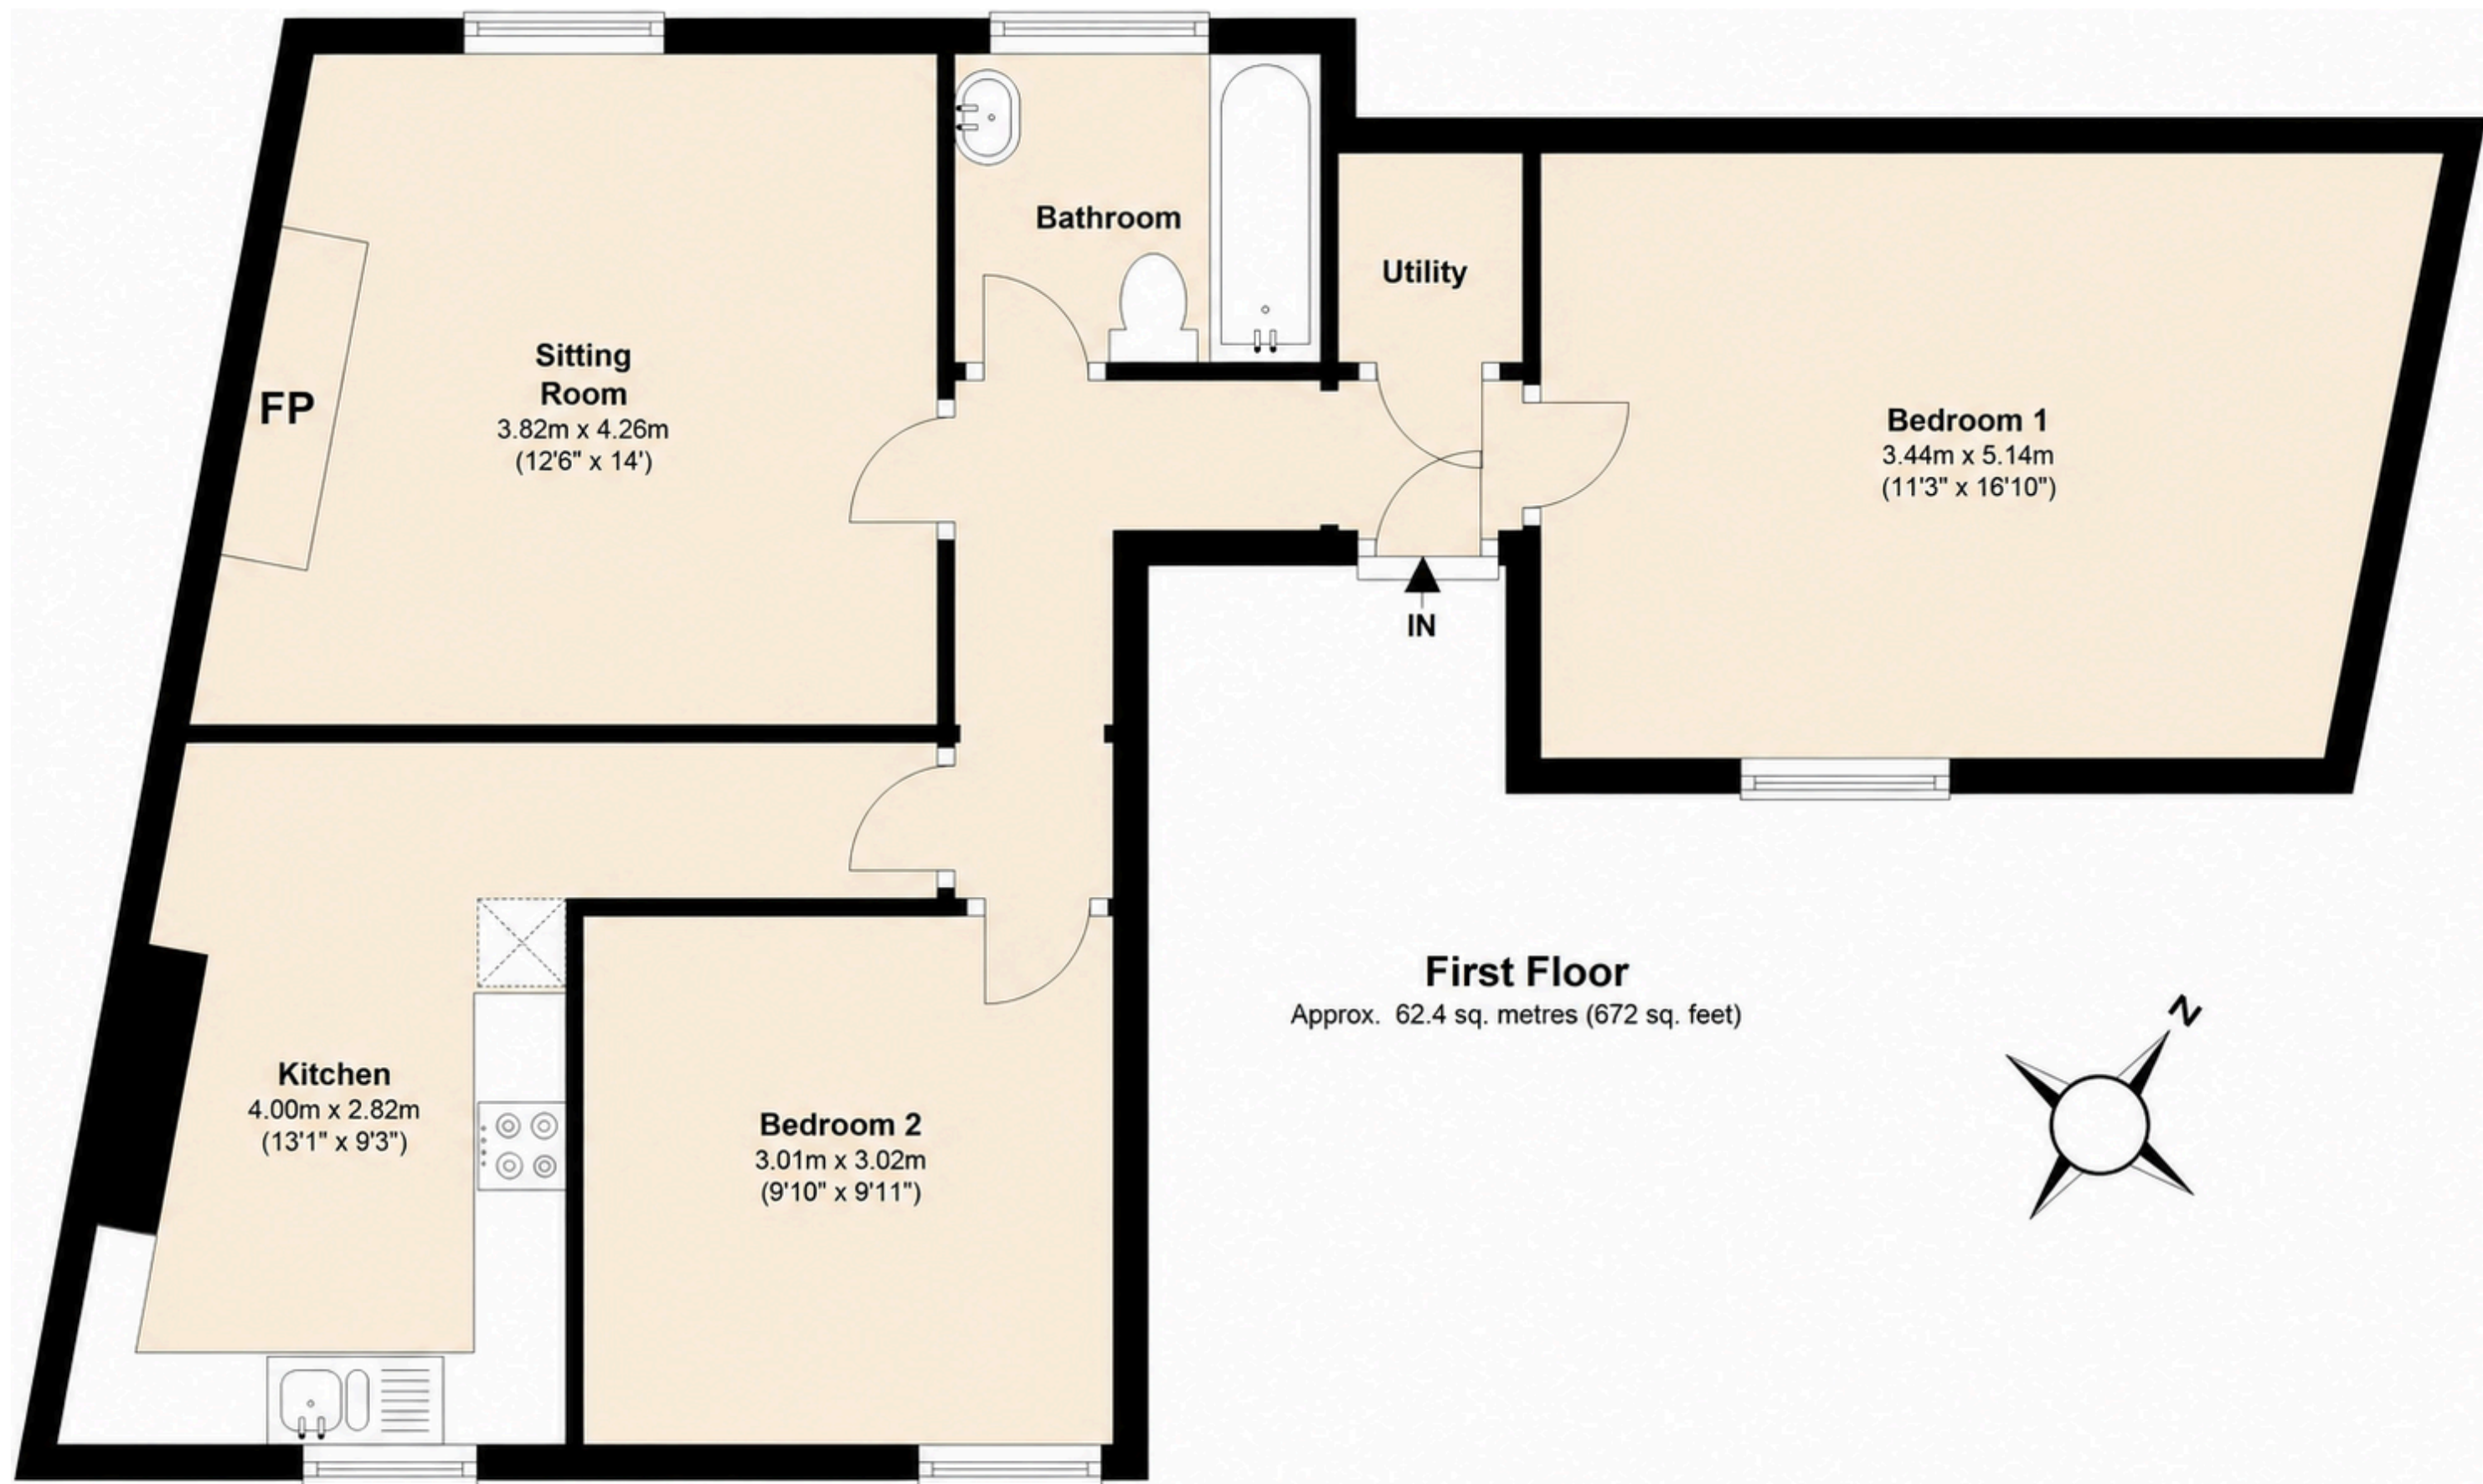 Bathroom
Utility
Sitting
Room
3.82m x 4.26m
(12'6" x 14')
FP
Bedroom 1
3.44m x 5.14m
(11'3" x 16'10")
IN
First Floor
Approx. 62.4 sq. metres (672 sq. feet)
N
Kitchen
4.00m x 2.82m
(13'1" x 9'3")
Bedroom 2
3.01m x 3.02m
(9'10" x 9'11")